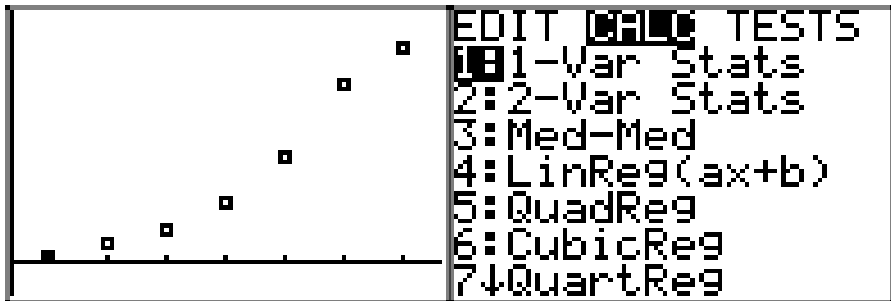 EDIT CALC TESTS
1:1-Var Stats
2:2-Var Stats
3:Med-Med
4:LinReg(ax+b)
5:QuadReg
6:CubicReg
7↓QuartReg